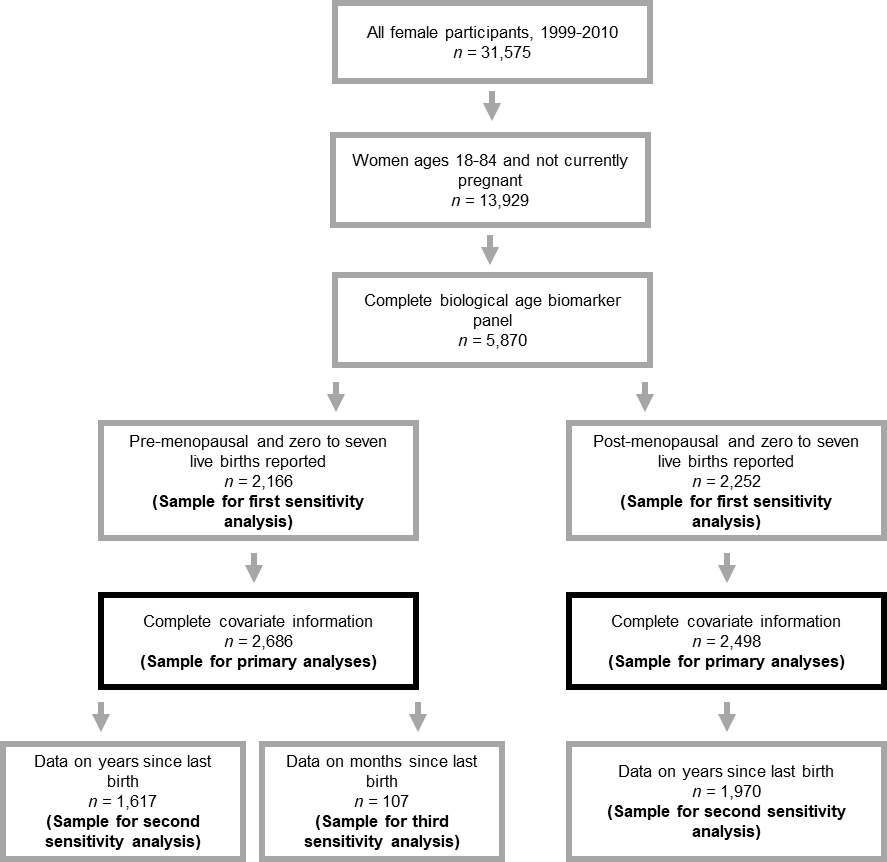 All female participants, 1999-2010
n = 31,575
Women ages 18-84 and not currently
pregnant
n = 13,929
Complete biological age biomarker
panel
n = 5,870
Pre-menopausal and zero to seven
live births reported
n = 2,166
(Sample for first sensitivity
analysis)
Post-menopausal and zero to seven
live births reported
n = 2,252
(Sample for first sensitivity
analysis)
Complete covariate information
n = 2,686
(Sample for primary analyses)
Complete covariate information
n = 2,498
(Sample for primary analyses)
Data on years since last
birth
n = 1,617
(Sample for second
sensitivity analysis)
Data on months since last
birth
n = 107
(Sample for third
sensitivity analysis)
Data on years since last birth
n = 1,970
(Sample for second sensitivity
analysis)